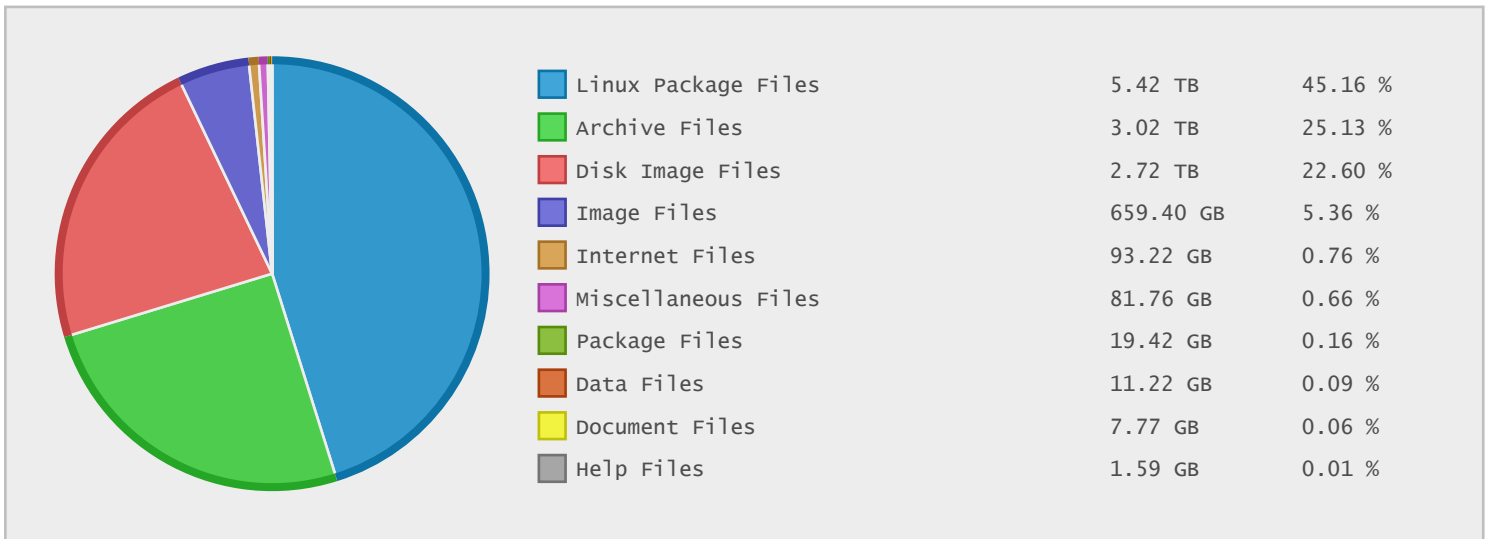 Linux Package Files 5.42 TB 45.16 %
Archive Files 3.02 TB 25.13 %
Disk Image Files 2.72 TB 22.60 %
Image Files 659.40 GB 5.36 %
Internet Files 93.22 GB 0.76 %
Miscellaneous Files 81.76 GB 0.66 %
Package Files 19.42 GB 0.16 %
Data Files 11.22 GB 0.09 %
Document Files 7.77 GB 0.06 %
Help Files 1.59 GB 0.01 %